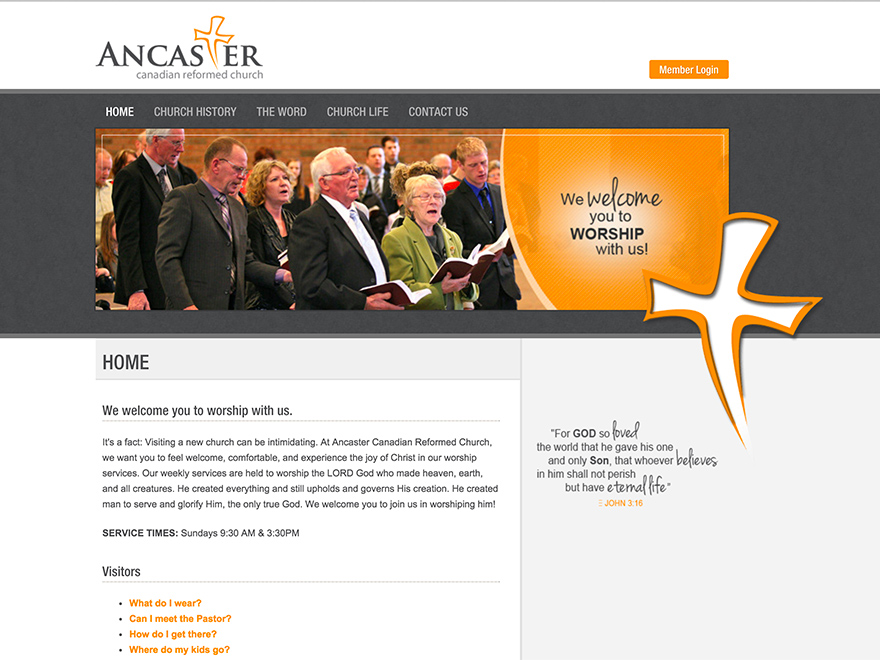 ANCASTER
canadian reformed church
Member Login
HOME CHURCH HISTORY THE WORD CHURCH LIFE CONTACT US
We welcome
you to
WORSHIP
with us!
HOME
We welcome you to worship with us.
It's a fact: Visiting a new church can be intimidating. At Ancaster Canadian Reformed Church,
we want you to feel welcome, comfortable, and experience the joy of Christ in our worship
services. Our weekly services are held to worship the LORD God who made heaven, earth,
and all creatures. He created everything and still upholds and governs His creation. He created
man to serve and glorify Him, the only true God. We welcome you to join us in worshiping him!
SERVICE TIMES: Sundays 9:30 AM & 3:30PM
Visitors
• What do I wear?
• Can I meet the Pastor?
• How do I get there?
• Where do my kids go?
"For GOD so loved
the world that he gave his one
and only Son, that whoever believes
in him shall not perish
but have eternal life"
JOHN 3:16